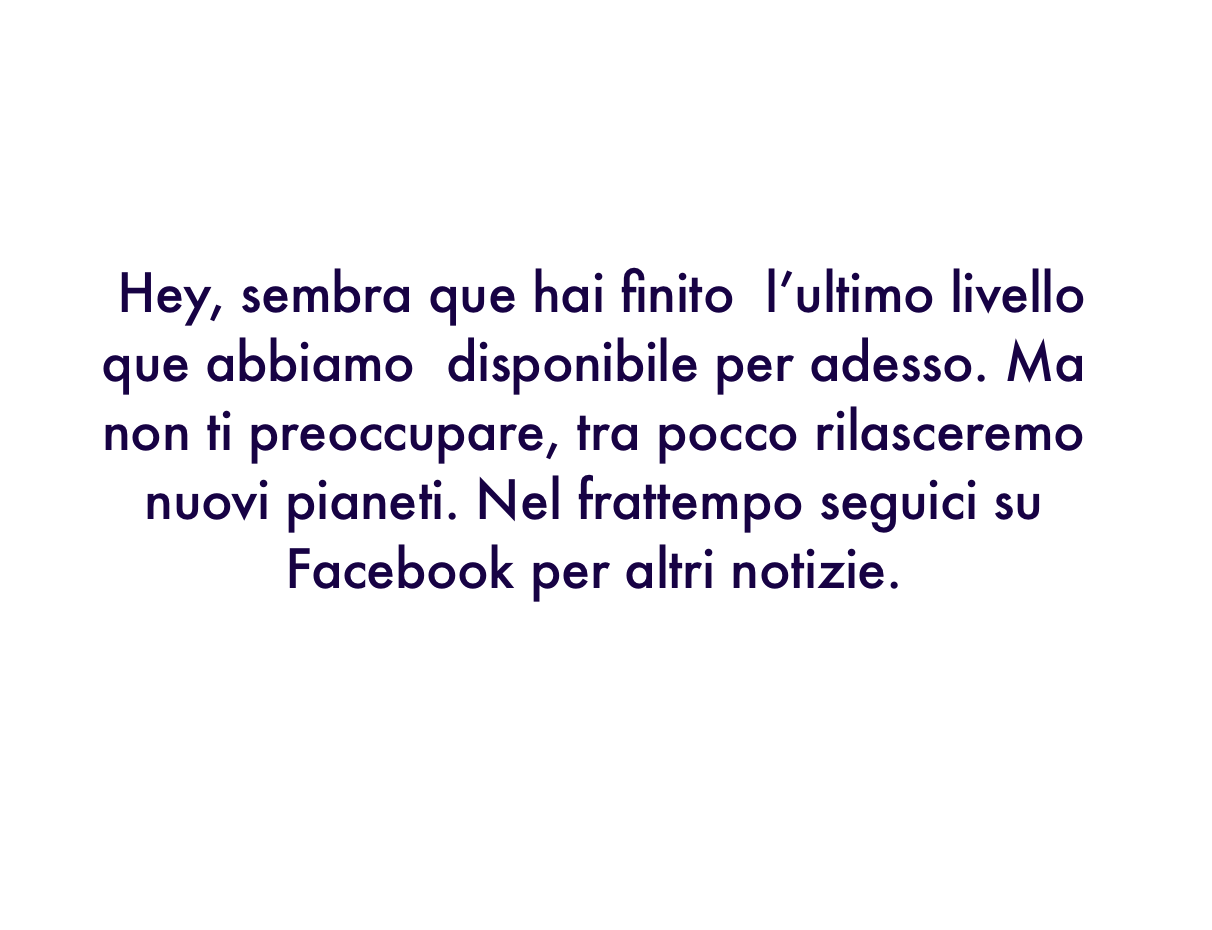 Hey, sembra que hai finito  l’ultimo livello
que abbiamo  disponibile per adesso. Ma
non ti preoccupare, tra pocco rilasceremo
nuovi pianeti. Nel frattempo seguici su
Facebook per altri notizie.